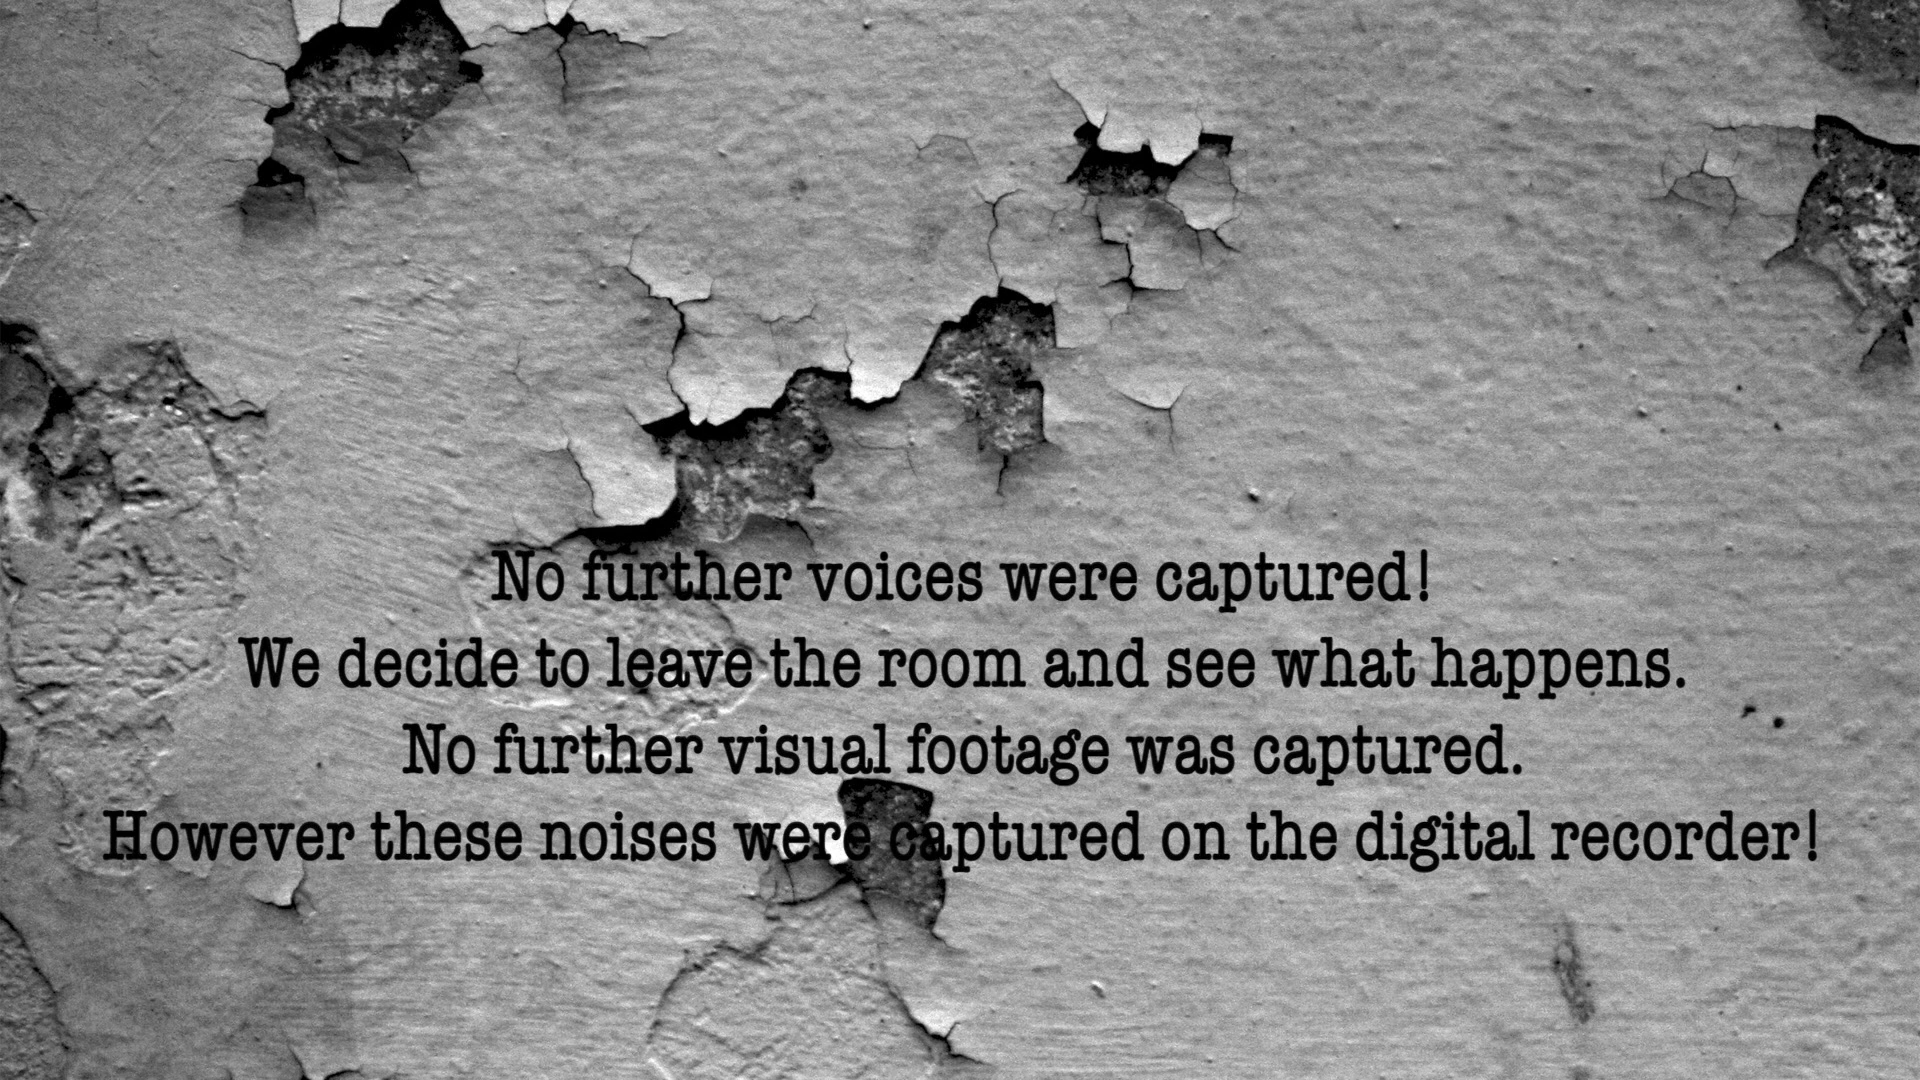 No further voices were captured!
We decide to leave the room and see what happens.
No further visual footage was captured.
However these noises were captured on the digital recorder!